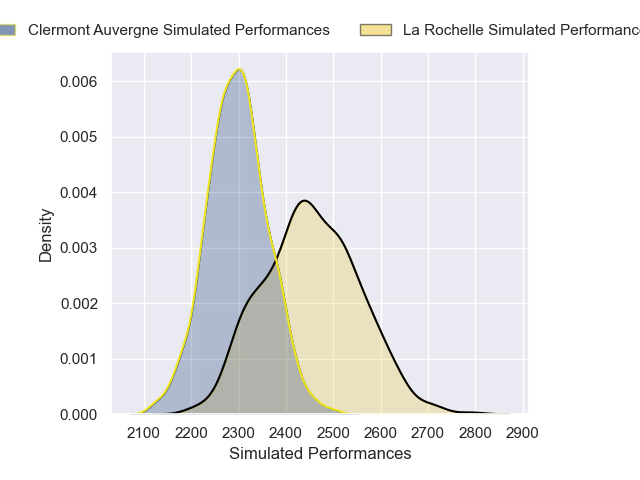 Clermont Auvergne Simulated Performances
La Rochelle Simulated
0.006
0.005
0.004
0.003
0.002
0.001
0.000
Density
2100 2200 2300 2400 2500 2600 2700 2800 2900
Simulated Performances